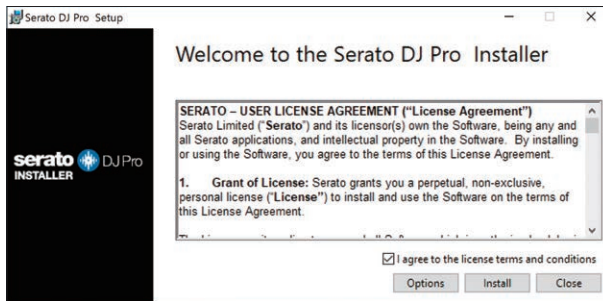 Serato DJ Pro Setup
Welcome to the Serato DJ Pro Installer
SERATO – USER LICENSE AGREEMENT ("License Agreement")
Serato Limited ("Serato") and its licensor(s) own the Software, being any and
all Serato applications, and intellectual property in the Software. By installing
or using the Software, you agree to the terms of this License Agreement.
1. Grant of License: Serato grants you a perpetual, non-exclusive,
personal license ("License") to install and use the Software on the terms of
this License Agreement.
serato DJ Pro
INSTALLER
I agree to the license terms and conditions
Options Install Close